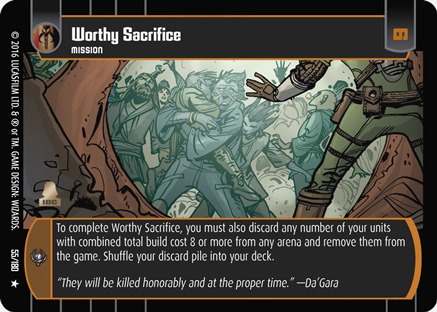 Worthy Sacrifice
MISSION
© 2016 LUCASFILM LTD. & ® or TM. GAME DESIGN: WIZARDS.
IDC
To complete Worthy Sacrifice, you must also discard any number of your units
with combined total build cost 8 or more from any arena and remove them from
the game. Shuffle your discard pile into your deck.
“They will be killed honorably and at the proper time.” —Da’Gara
55/180